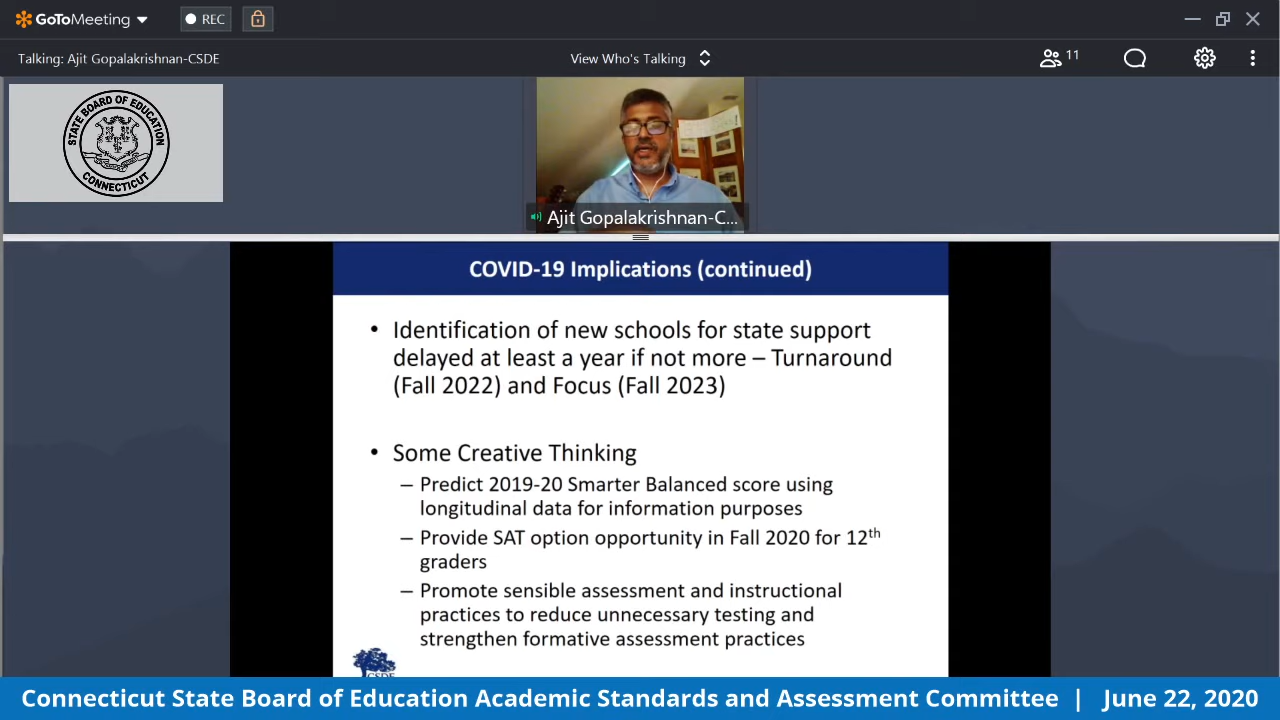 GoToMeeting
REC
Talking: Ajit Gopalakrishnan-CSDE
View Who's Talking
11
STATE BOARD OF EDUCATION
CONNECTICUT
Ajit Gopalakrishnan-C...
COVID-19 Implications (continued)
• Identification of new schools for state support
delayed at least a year if not more – Turnaround
(Fall 2022) and Focus (Fall 2023)
• Some Creative Thinking
– Predict 2019-20 Smarter Balanced score using
longitudinal data for information purposes
– Provide SAT option opportunity in Fall 2020 for 12th
graders
– Promote sensible assessment and instructional
practices to reduce unnecessary testing and
strengthen formative assessment practices
CSDE
Connecticut State Board of Education Academic Standards and Assessment Committee | June 22, 2020